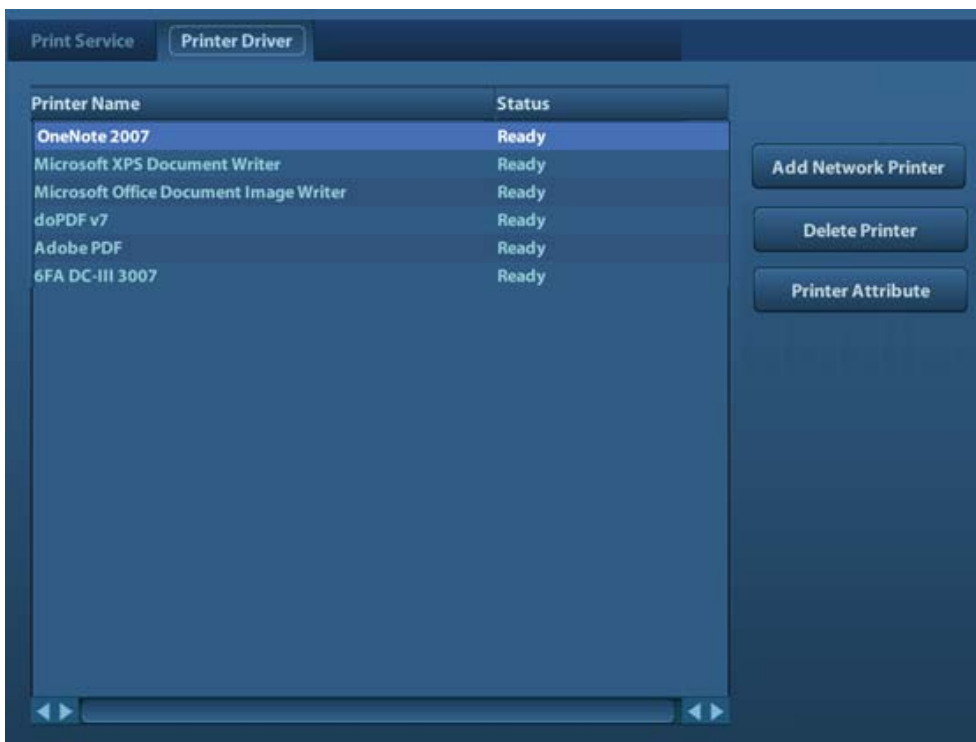 Print Service Printer Driver
Printer Name Status
OneNote 2007 Ready
Microsoft XPS Document Writer Ready
Microsoft Office Document Image Writer Ready
doPDF v7 Ready
Adobe PDF Ready
6FA DC-III 3007 Ready
Add Network Printer
Delete Printer
Printer Attribute